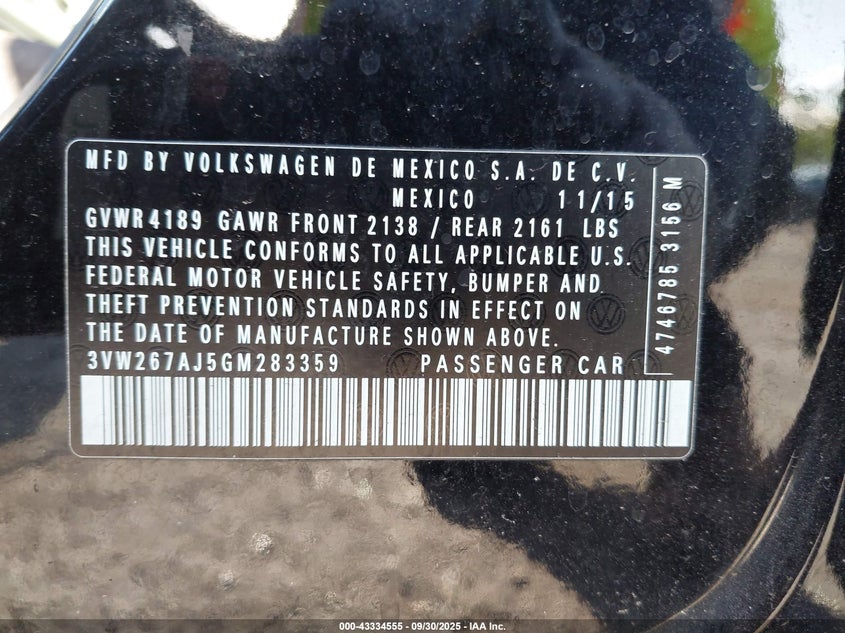 MFD BY VOLKSWAGEN DE MEXICO S.A. DE C.V.
MEXICO 11/15
GVWR 4189 GAWR FRONT 2138 / REAR 2161 LBS
THIS VEHICLE CONFORMS TO ALL APPLICABLE U.S.
FEDERAL MOTOR VEHICLE SAFETY, BUMPER AND
THEFT PREVENTION STANDARDS IN EFFECT ON
THE DATE OF MANUFACTURE SHOWN ABOVE.
3VW267AJ5GM283359 PASSENGER CAR
4746785 3156 M
000-43334555 - 09/30/2025 - IAA Inc.